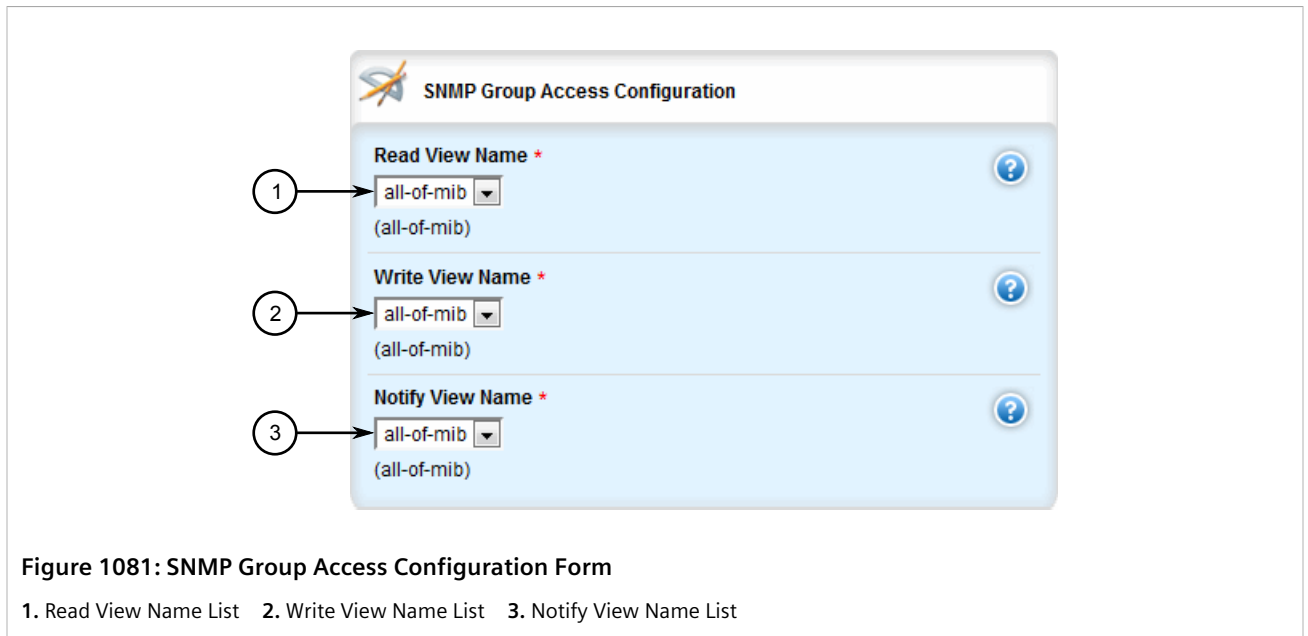 SNMP Group Access Configuration
Read View Name *
1
all-of-mib
(all-of-mib)
?
Write View Name *
2
all-of-mib
(all-of-mib)
?
Notify View Name *
3
all-of-mib
(all-of-mib)
?
Figure 1081: SNMP Group Access Configuration Form
1. Read View Name List 2. Write View Name List 3. Notify View Name List